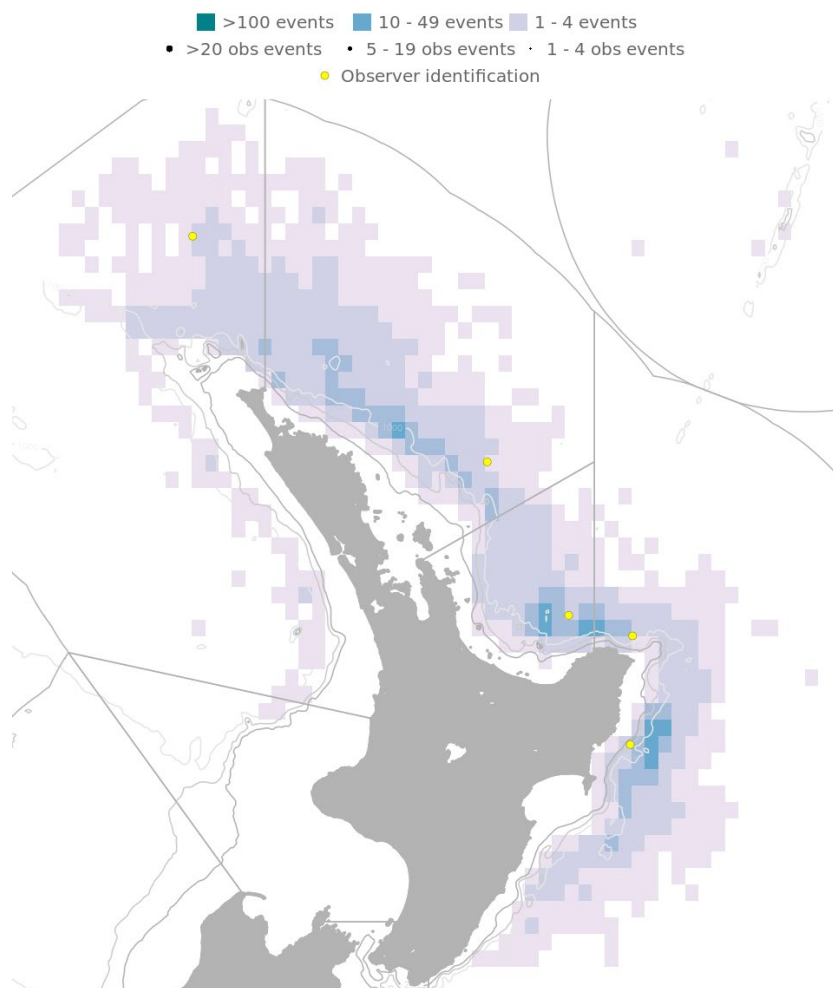 >100 events 10 - 49 events 1 - 4 events
>20 obs events 5 - 19 obs events 1 - 4 obs events
Observer identification
1000